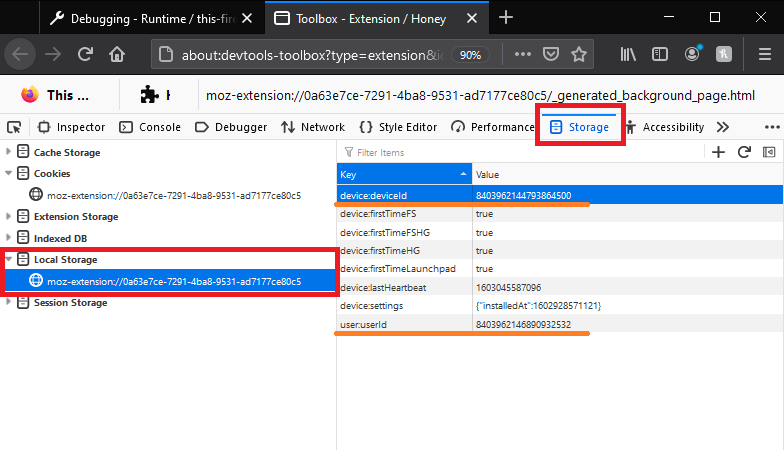 Debugging - Runtime / this-fire
Toolbox - Extension / Honey
about:devtools-toolbox?type=extension&
90%
This ...
moz-extension://0a63e7ce-7291-4ba8-9531-ad7177ce80c5/_generated_background_page.html
Inspector Console Debugger Network Style Editor Performance Storage Accessibility
Cache Storage
Cookies
moz-extension://0a63e7ce-7291-4ba8-9531-ad7177ce80c5
Extension Storage
Indexed DB
Local Storage
moz-extension://0a63e7ce-7291-4ba8-9531-ad7177ce80c5
Session Storage
Filter Items
Key Value
device:deviceId 8403962144793864500
device:firstTimeFS true
device:firstTimeFSHG true
device:firstTimeHG true
device:firstTimeLaunchpad true
device:lastHeartbeat 1603045587096
device:settings {"installedAt":1602928571121}
user:userId 8403962146890932532